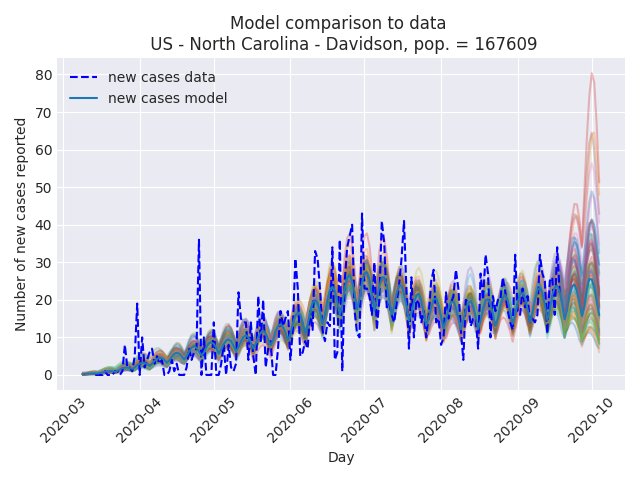 Model comparison to data
US - North Carolina - Davidson, pop. = 167609
new cases data
new cases model
Number of new cases reported
80
70
60
50
40
30
20
10
0
2020-03
2020-04
2020-05
2020-06
2020-07
2020-08
2020-09
2020-10
Day